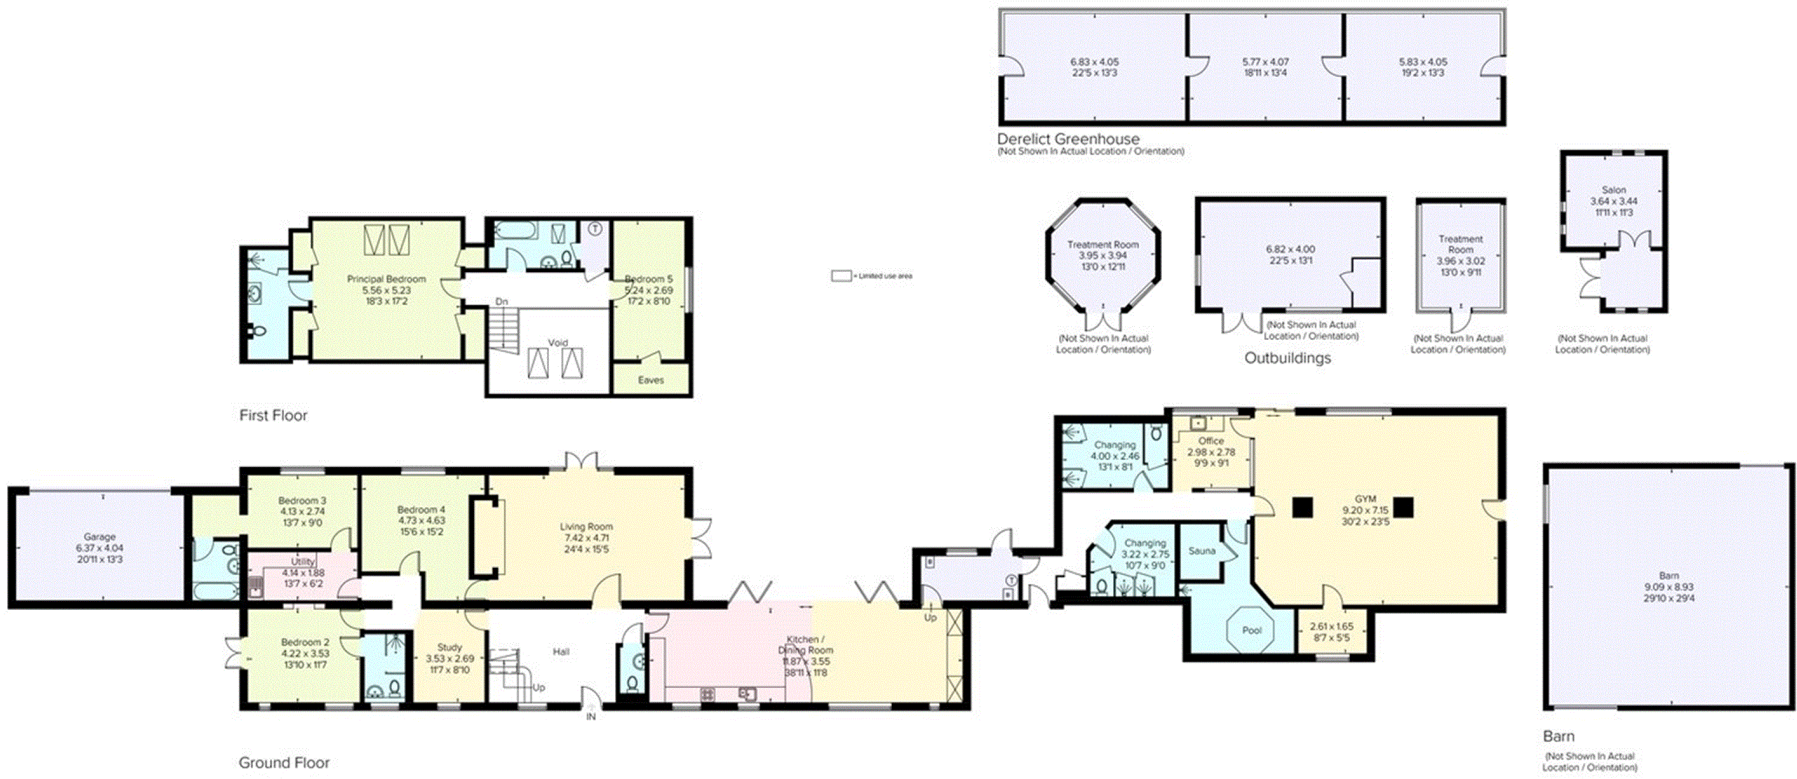 6.83 x 4.05
22'5 x 13'3
5.77 x 4.07
18'11 x 13'4
5.83 x 4.05
19'2 x 13'3
Derelict Greenhouse
(Not Shown In Actual Location / Orientation)
Salon
3.64 x 3.44
11'11 x 11'3
(Not Shown In Actual
Location / Orientation)
Treatment Room
3.95 x 3.94
13'0 x 12'11
(Not Shown In Actual
Location / Orientation)
6.82 x 4.00
22'5 x 13'1
(Not Shown In Actual
Location / Orientation)
Treatment
Room
3.96 x 3.02
13'0 x 9'11
(Not Shown In Actual
Location / Orientation)
Outbuildings
= Limited use area
Principal Bedroom
5.56 x 5.23
18'3 x 17'2
T
Bedroom 5
5.24 x 2.69
17'2 x 8'10
Dn
Void
Eaves
First Floor
Garage
6.37 x 4.04
20'11 x 13'3
Bedroom 3
4.13 x 2.74
13'7 x 9'0
Bedroom 4
4.73 x 4.63
15'6 x 15'2
Living Room
7.42 x 4.71
24'4 x 15'5
Utility
4.14 x 1.88
13'7 x 6'2
Bedroom 2
4.22 x 3.53
13'10 x 11'7
Study
3.53 x 2.69
11'7 x 8'10
Hall
Up
IN
Kitchen /
Dining Room
11.87 x 3.55
38'11 x 11'8
Up
T
Changing
4.00 x 2.46
13'1 x 8'1
Office
2.98 x 2.78
9'9 x 9'1
GYM
9.20 x 7.15
30'2 x 23'5
Changing
3.22 x 2.75
10'7 x 9'0
Sauna
Pool
2.61 x 1.65
8'7 x 5'5
Ground Floor
Barn
9.09 x 8.93
29'10 x 29'4
Barn
(Not Shown In Actual
Location / Orientation)